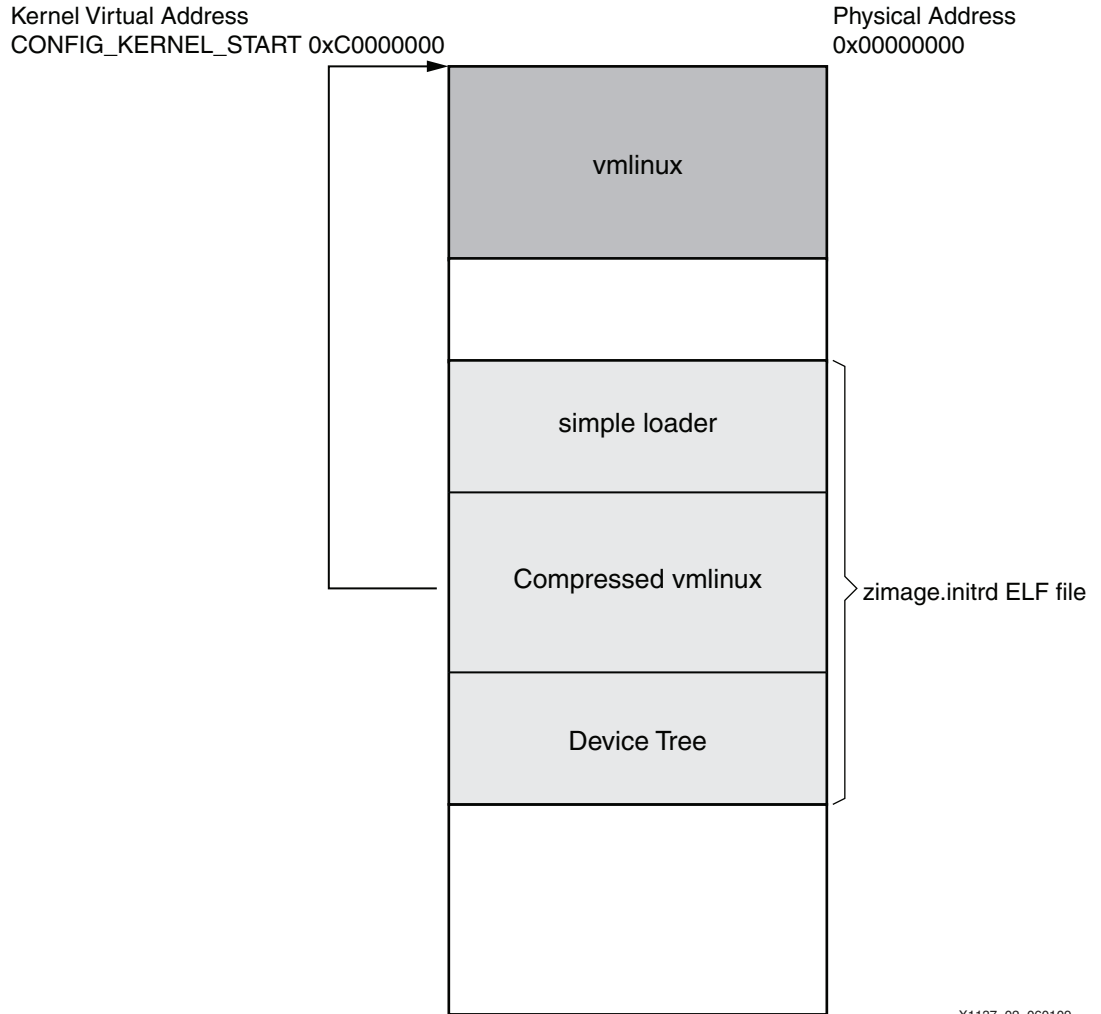 Kernel Virtual Address
CONFIG_KERNEL_START 0xC0000000
Physical Address
0x00000000
vmlinux
simple loader
Compressed vmlinux
zimage.initrd ELF file
Device Tree